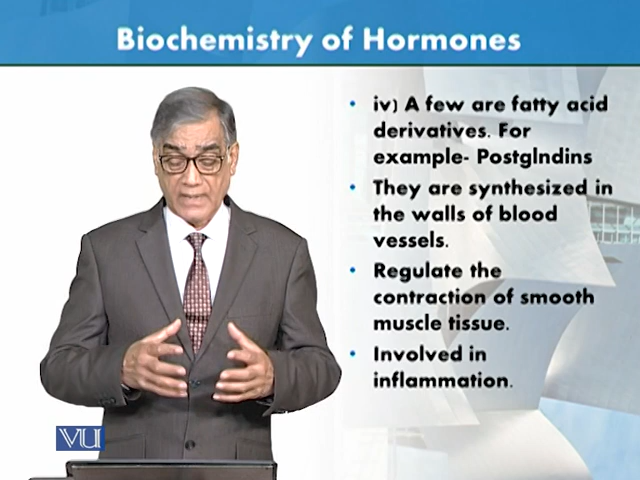 Biochemistry of Hormones
• iv) A few are fatty acid
derivatives. For
example- Postglndins
• They are synthesized in
the walls of blood
vessels.
• Regulate the
contraction of smooth
muscle tissue.
• Involved in
inflammation.
VU